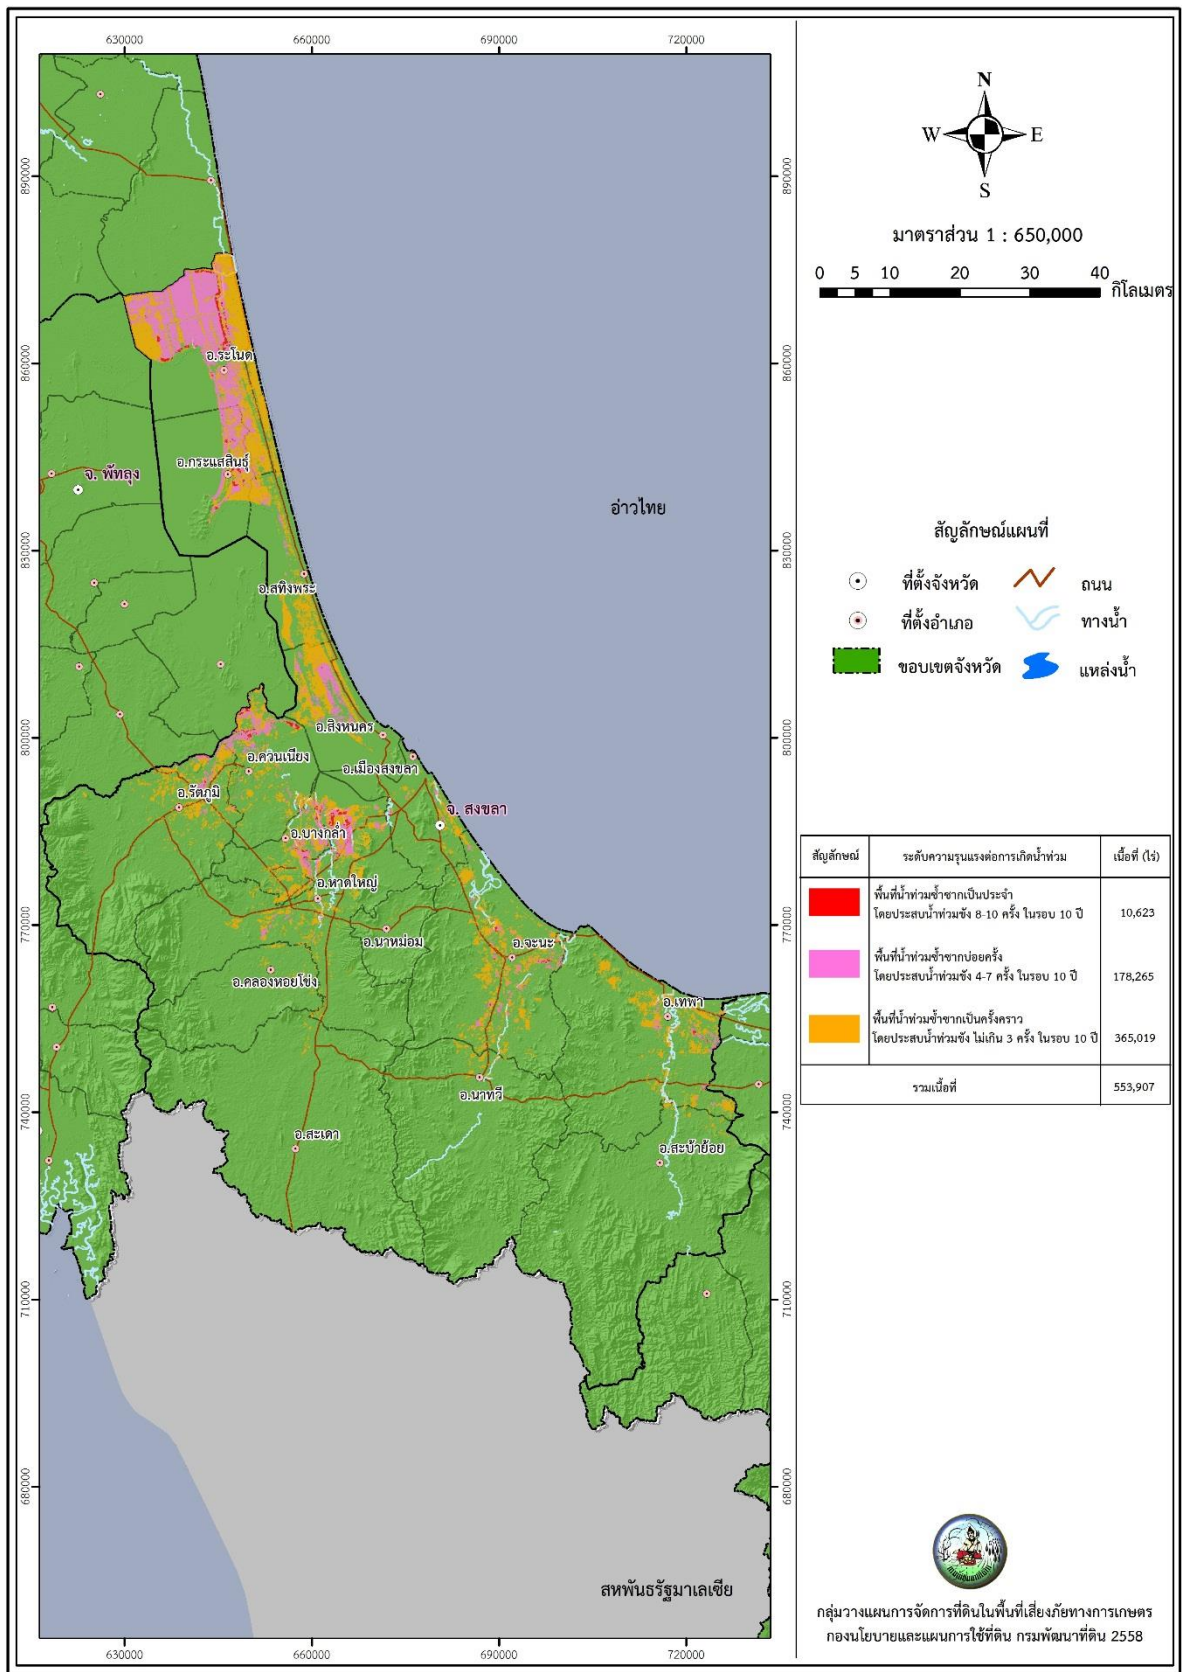 630000
660000
690000
720000
890000
860000
830000
800000
770000
740000
710000
680000
890000
860000
830000
800000
770000
740000
710000
680000
630000
660000
690000
720000
อ.ระโนด
อ.กระแสสินธุ์
จ. พัทลุง
อ่าวไทย
อ.สทิงพระ
อ.สิงหนคร
อ.ควนเนียง
อ.เมืองสงขลา
อ.รัตภูมิ
จ. สงขลา
อ.บางกล่ำ
อ.หาดใหญ่
อ.นาหม่อม
อ.จะนะ
อ.คลองหอยโข่ง
อ.เทพา
อ.นาทวี
อ.สะเดา
อ.สะบ้าย้อย
สหพันธรัฐมาเลเซีย
N
W E
S
มาตราส่วน 1 : 650,000
0 5 10 20 30 40
กิโลเมตร
สัญลักษณ์แผนที่
ที่ตั้งจังหวัด ถนน
ที่ตั้งอำเภอ ทางน้ำ
ขอบเขตจังหวัด แหล่งน้ำ
สัญลักษณ์ ระดับความรุนแรงต่อการเกิดน้ำท่วม เนื้อที่ (ไร่)
พื้นที่น้ำท่วมซ้ำซากเป็นประจำ
โดยประสบน้ำท่วมขัง 8-10 ครั้ง ในรอบ 10 ปี 10,623
พื้นที่น้ำท่วมซ้ำซากบ่อยครั้ง
โดยประสบน้ำท่วมขัง 4-7 ครั้ง ในรอบ 10 ปี 178,265
พื้นที่น้ำท่วมซ้ำซากเป็นครั้งคราว
โดยประสบน้ำท่วมขัง ไม่เกิน 3 ครั้ง ในรอบ 10 ปี 365,019
รวมเนื้อที่ 553,907
กลุ่มวางแผนการจัดการที่ดินในพื้นที่เสี่ยงภัยทางการเกษตร
กองนโยบายและแผนการใช้ที่ดิน กรมพัฒนาที่ดิน 2558